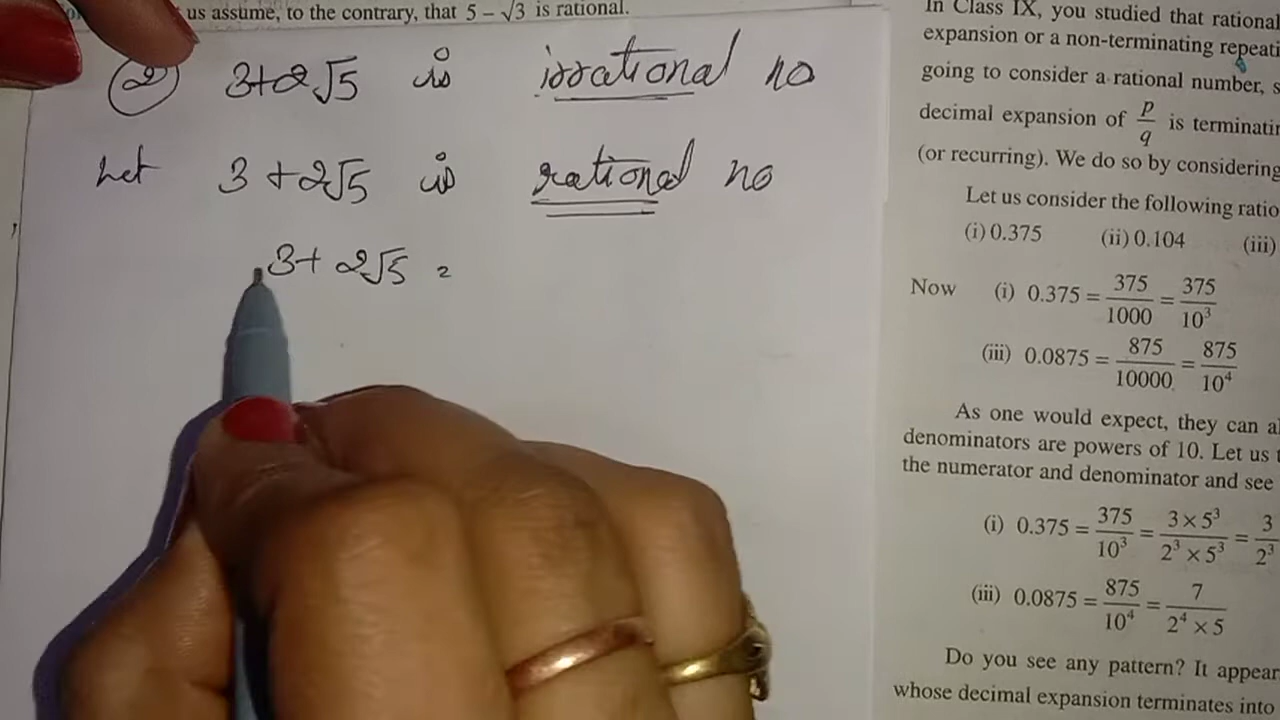 us assume, to the contrary, that 5 – √3 is rational.
② 3+2√5 is irrational no
Let 3 + 2√5 is rational no
3+ 2√5 =
In Class IX, you studied that rational
expansion or a non-terminating repeati
going to consider a rational number, s
decimal expansion of p/q is terminatin
(or recurring). We do so by considering
Let us consider the following ratio
(i) 0.375 (ii) 0.104 (iii)
Now (i) 0.375 = 375/1000 = 375/10³
(iii) 0.0875 = 875/10000 = 875/10⁴
As one would expect, they can al
denominators are powers of 10. Let us t
the numerator and denominator and see
(i) 0.375 = 375/10³ = 3 × 5³/2³ × 5³ = 3/2³
(iii) 0.0875 = 875/10⁴ = 7/2⁴ × 5
Do you see any pattern? It appear
whose decimal expansion terminates into